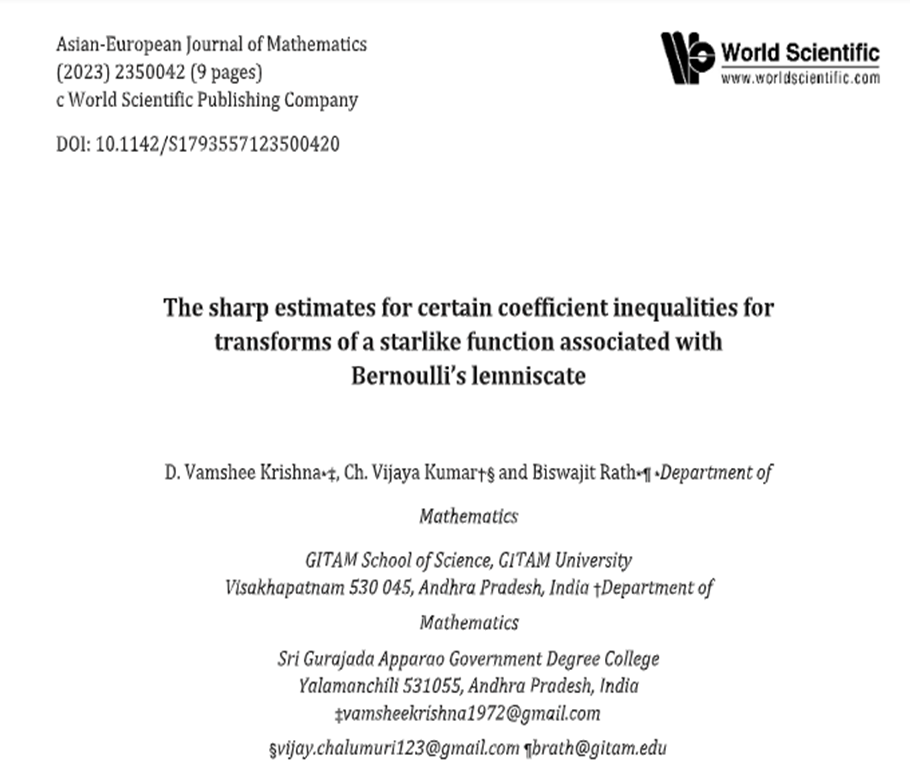 Asian-European Journal of Mathematics
(2023) 2350042 (9 pages)
c World Scientific Publishing Company
DOI: 10.1142/S1793557123500420
World Scientific
www.worldscientific.com
The sharp estimates for certain coefficient inequalities for
transforms of a starlike function associated with
Bernoulli’s lemniscate
D. Vamshee Krishna*‡, Ch. Vijaya Kumar†§ and Biswajit Rath*¶ *Department of
Mathematics
GITAM School of Science, GITAM University
Visakhapatnam 530 045, Andhra Pradesh, India †Department of
Mathematics
Sri Gurajada Apparao Government Degree College
Yalamanchili 531055, Andhra Pradesh, India
‡vamsheekrishna1972@gmail.com
§vijay.chalumuri123@gmail.com ¶brath@gitam.edu